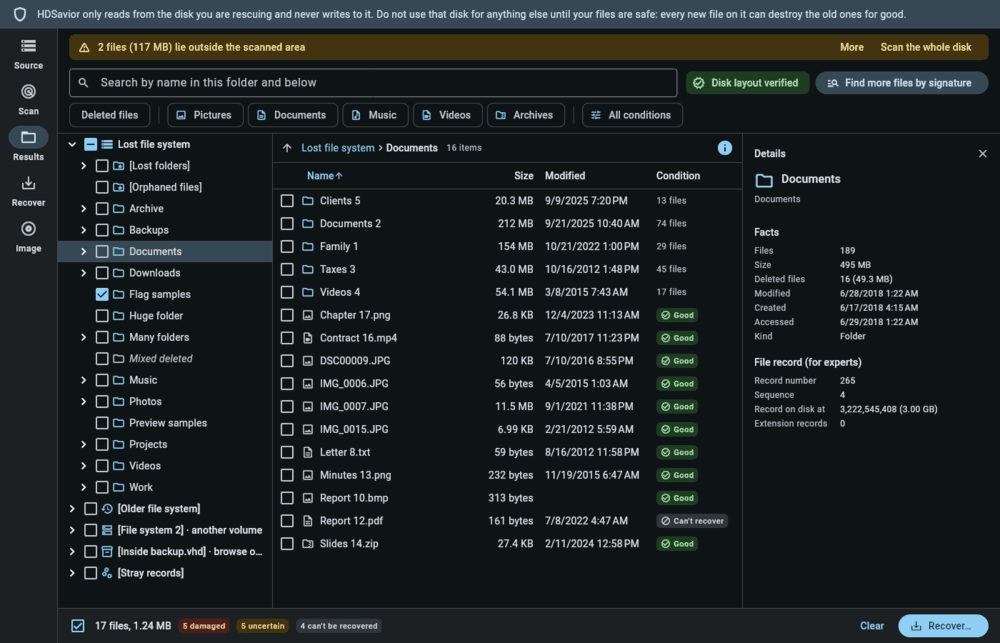 HDSavior only reads from the disk you are rescuing and never writes to it. Do not use that disk for anything else until your files are safe: every new file on it can destroy the old ones for good.
Source
Scan
Results
Recover
Image
2 files (117 MB) lie outside the scanned area
More
Scan the whole disk
Search by name in this folder and below
Disk layout verified
Find more files by signature
Deleted files
Pictures
Documents
Music
Videos
Archives
All conditions
Lost file system
[Lost folders]
[Orphaned files]
Archive
Backups
Documents
Downloads
Flag samples
Huge folder
Many folders
Mixed deleted
Music
Photos
Preview samples
Projects
Videos
Work
[Older file system]
[File system 2] · another volume
[Inside backup.vhd] · browse o...
[Stray records]
Lost file system > Documents 16 items
Name Size Modified Condition
Clients 5 20.3 MB 9/9/2025 7:20 PM 13 files
Documents 2 212 MB 9/21/2025 10:40 AM 74 files
Family 1 154 MB 10/21/2022 1:00 PM 29 files
Taxes 3 43.0 MB 10/16/2012 1:48 PM 45 files
Videos 4 54.1 MB 3/8/2015 7:43 AM 17 files
Chapter 17.png 26.8 KB 12/4/2023 11:13 AM Good
Contract 16.mp4 88 bytes 7/10/2017 11:23 PM Good
DSC00009.JPG 120 KB 7/10/2016 8:55 PM Good
IMG_0006.JPG 56 bytes 4/5/2015 1:03 AM Good
IMG_0007.JPG 11.5 MB 9/1/2021 11:38 PM Good
IMG_0015.JPG 6.99 KB 2/21/2012 5:59 AM Good
Letter 8.txt 59 bytes 8/16/2012 11:58 PM Good
Minutes 13.png 232 bytes 11/19/2015 6:47 AM Good
Report 10.bmp 313 bytes Good
Report 12.pdf 161 bytes 7/8/2022 4:47 AM Can't recover
Slides 14.zip 27.4 KB 2/11/2024 12:58 PM Good
Details
Documents
Documents
Facts
Files 189
Size 495 MB
Deleted files 16 (49.3 MB)
Modified 6/28/2018 1:22 AM
Created 6/17/2018 4:15 AM
Accessed 6/29/2018 1:22 AM
Kind Folder
File record (for experts)
Record number 265
Sequence 4
Record on disk at 3,222,545,408 (3.00 GB)
Extension records 0
17 files, 1.24 MB
5 damaged
5 uncertain
4 can't be recovered
Clear
Recover...